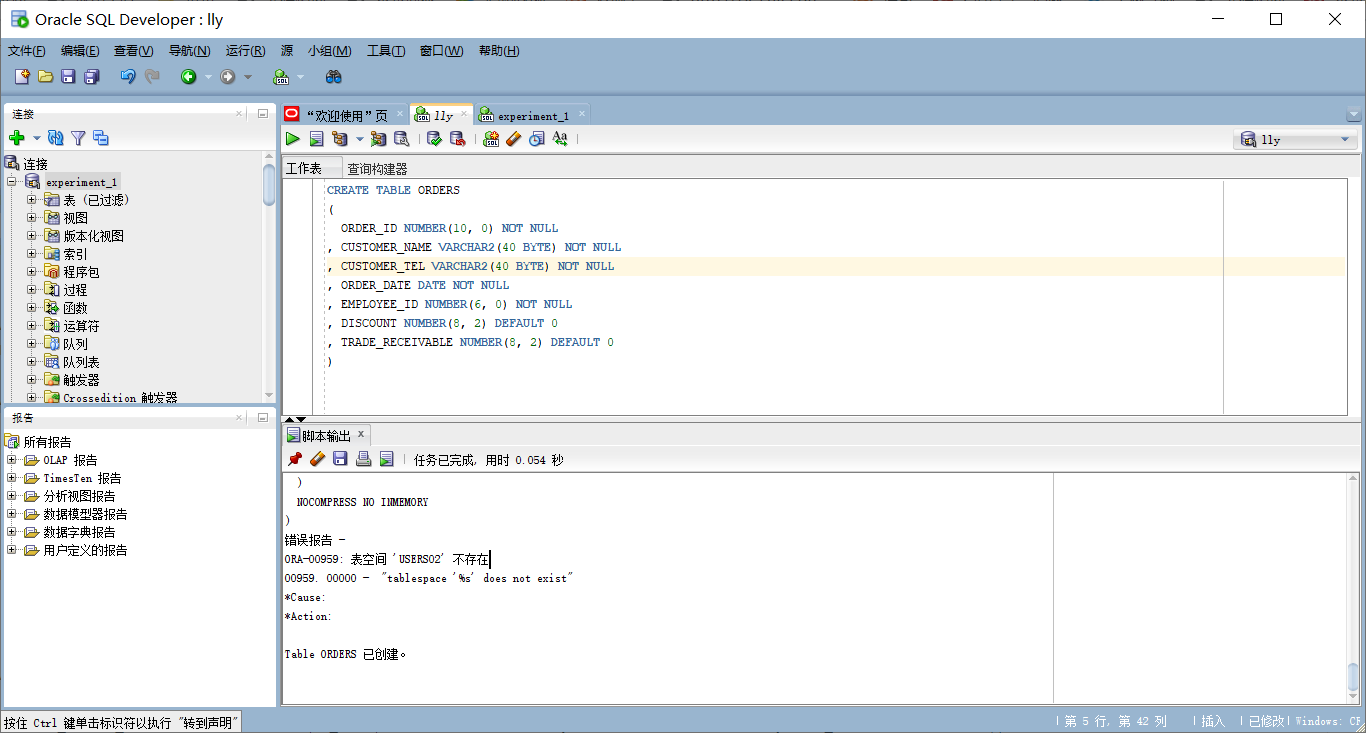 Oracle SQL Developer : lly
文件(F) 编辑(E) 查看(V) 导航(N) 运行(R) 源 小组(M) 工具(T) 窗口(W) 帮助(H)
连接
连接
experiment_1
表 (已过滤)
视图
版本化视图
索引
程序包
过程
函数
运算符
队列
队列表
触发器
Crossedition 触发器
报告
所有报告
OLAP 报告
TimesTen 报告
分析视图报告
数据模型器报告
数据字典报告
用户定义的报告
“欢迎使用”页 lly experiment_1
lly
工作表 查询构建器
CREATE TABLE ORDERS
(
ORDER_ID NUMBER(10, 0) NOT NULL
, CUSTOMER_NAME VARCHAR2(40 BYTE) NOT NULL
, CUSTOMER_TEL VARCHAR2(40 BYTE) NOT NULL
, ORDER_DATE DATE NOT NULL
, EMPLOYEE_ID NUMBER(6, 0) NOT NULL
, DISCOUNT NUMBER(8, 2) DEFAULT 0
, TRADE_RECEIVABLE NUMBER(8, 2) DEFAULT 0
)
脚本输出 x
任务已完成, 用时 0.054 秒
)
NOCOMPRESS NO INMEMORY
)
错误报告 -
ORA-00959: 表空间 'USERS02' 不存在
00959. 00000 - "tablespace '%s' does not exist"
*Cause:
*Action:
Table ORDERS 已创建。
按住 Ctrl 键单击标识符以执行 "转到声明"
第 5 行, 第 42 列 插入 已修改 Windows: CR